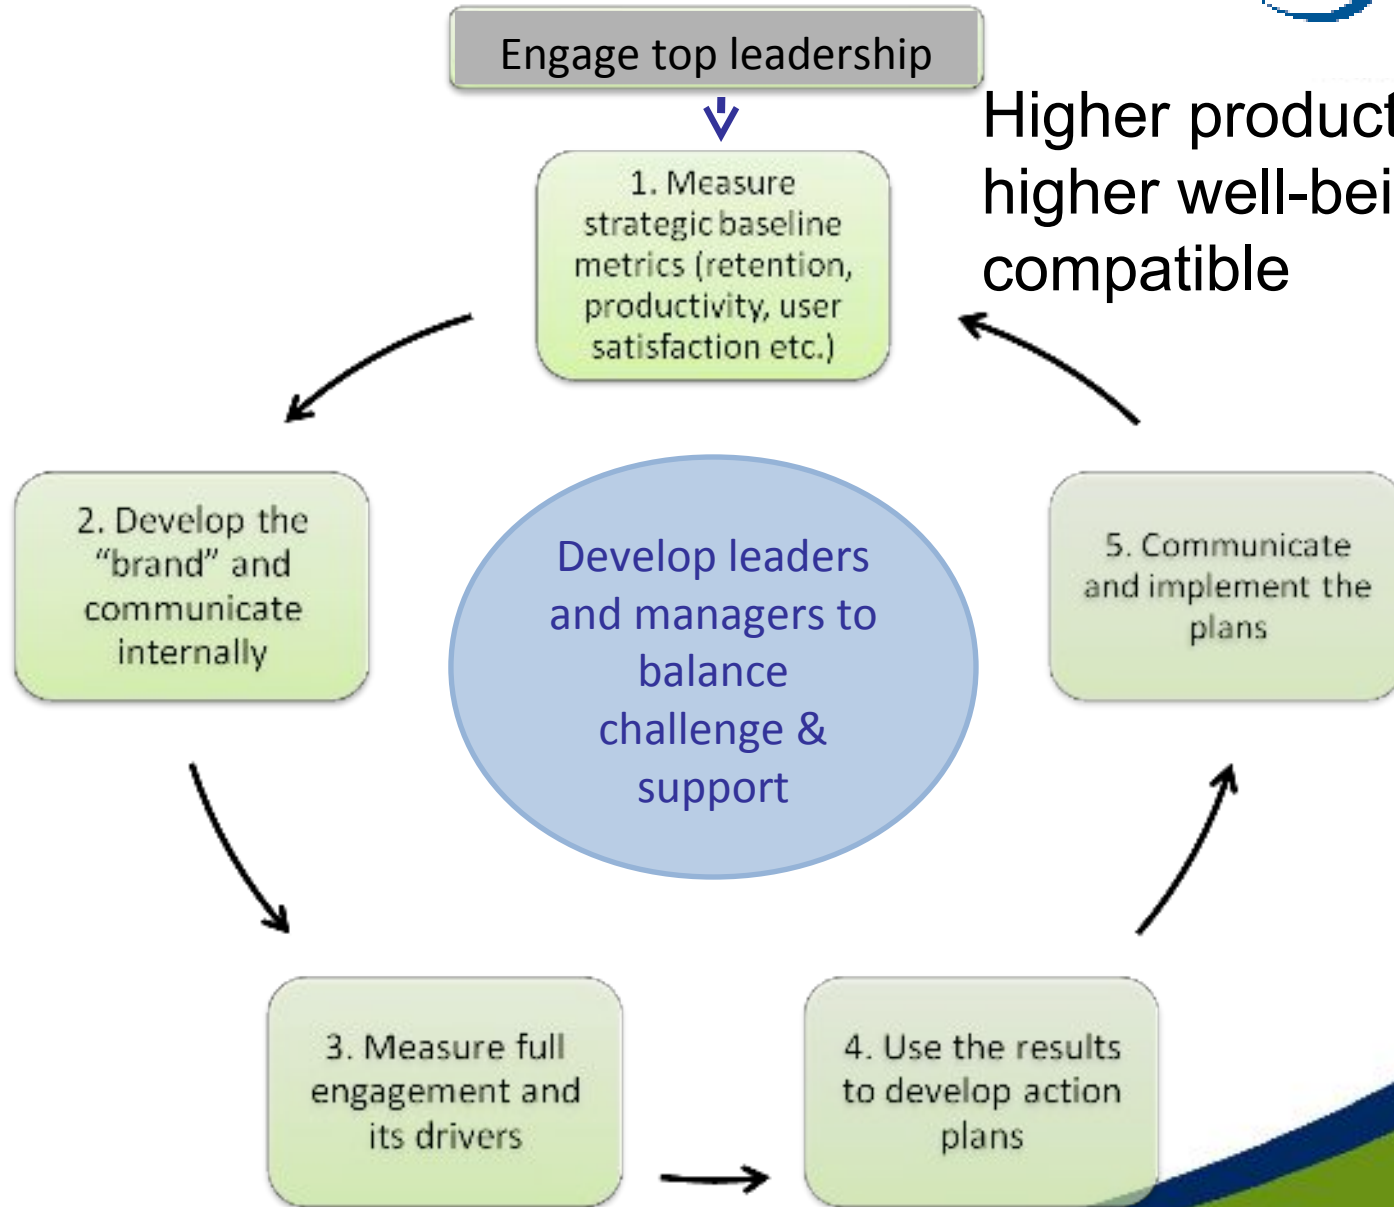 Engage top leadership
Higher product
higher well-bei
compatible
1. Measure
strategic baseline
metrics (retention,
productivity, user
satisfaction etc.)
2. Develop the
“brand” and
communicate
internally
Develop leaders
and managers to
balance
challenge &
support
5. Communicate
and implement the
plans
3. Measure full
engagement and
its drivers
4. Use the results
to develop action
plans